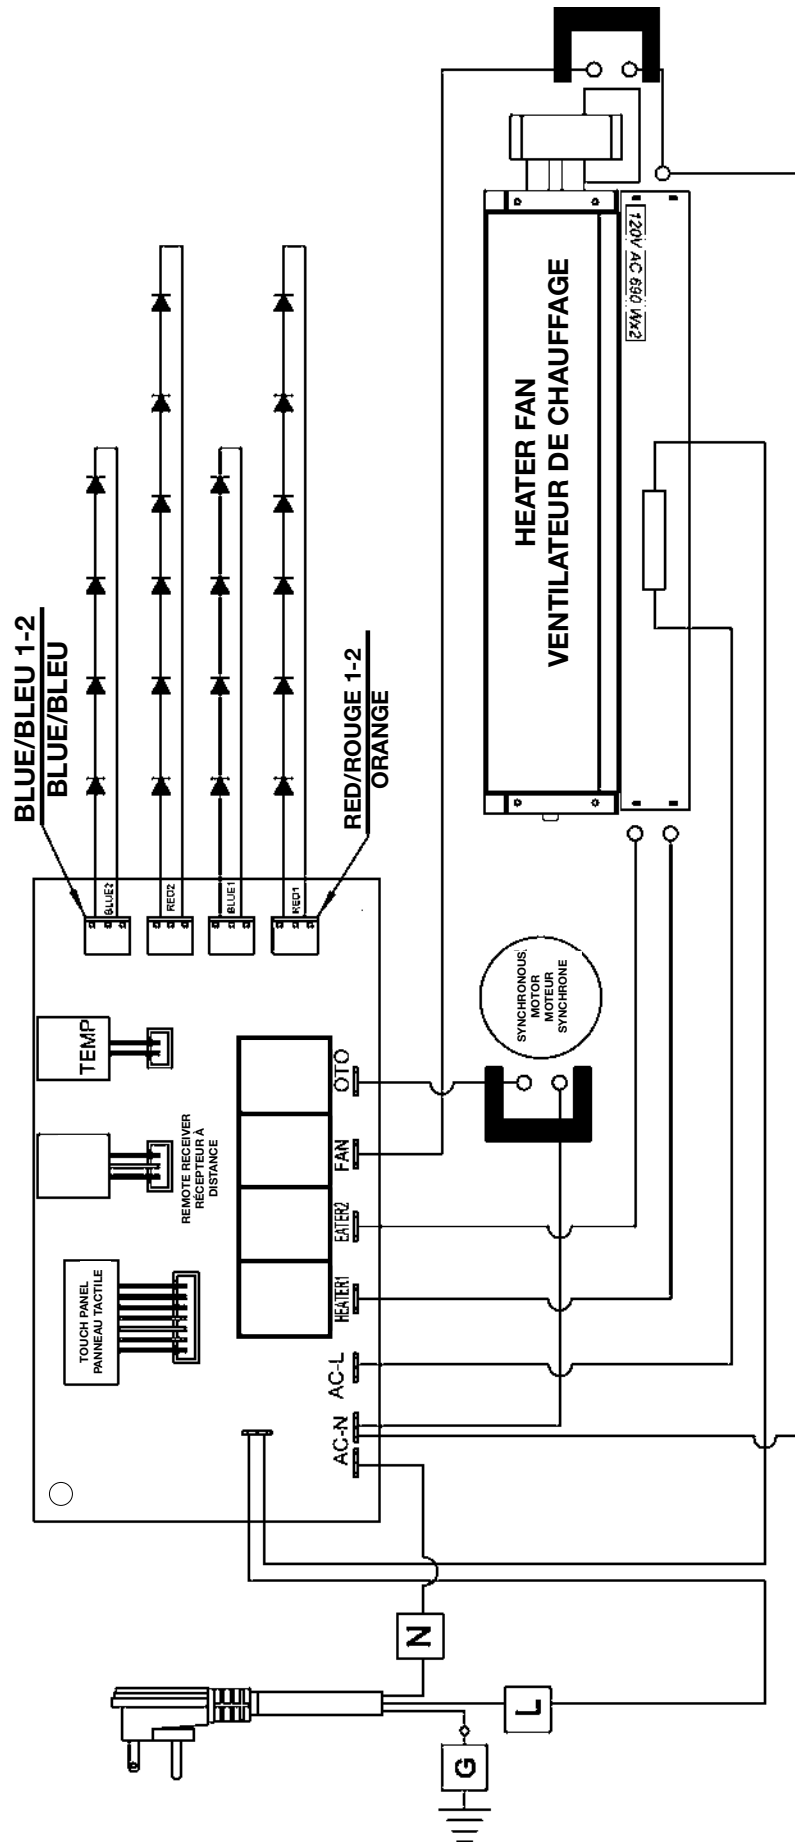 BLUE/BLEU 1-2
BLUE/BLEU
RED/ROUGE 1-2
ORANGE
BLUE2
RED2
BLUE1
RED1
TEMP
REMOTE RECEIVER
RÉCEPTEUR À
DISTANCE
TOUCH PANEL
PANNEAU TACTILE
OTO
FAN
EATER2
HEATER1
AC-L
AC-N
SYNCHRONOUS
MOTOR
MOTEUR
SYNCHRONE
HEATER FAN
VENTILATEUR DE CHAUFFAGE
120V AC 690 Wx2
N
L
G